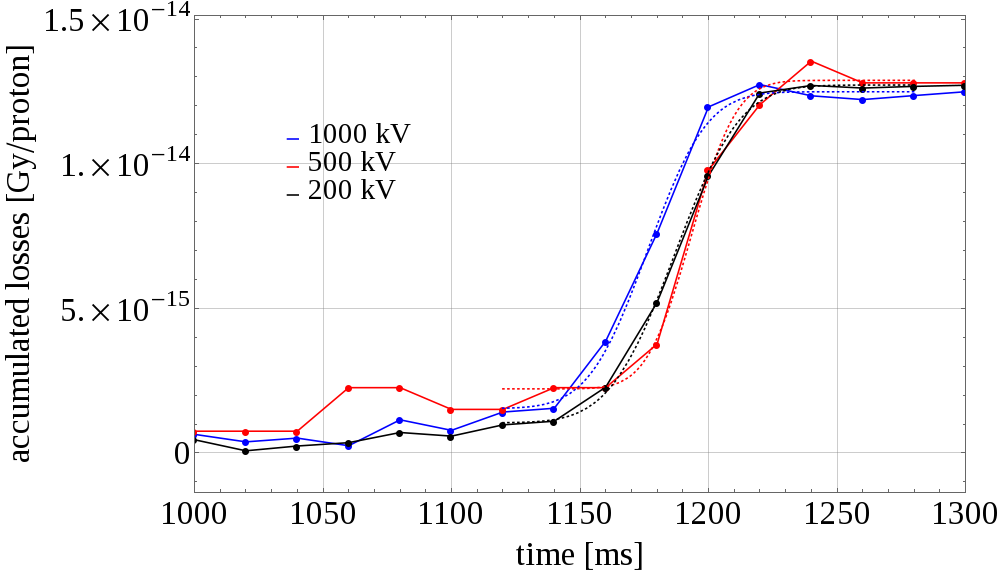 accumulated losses [Gy/proton]
1.5×10⁻¹⁴
1.×10⁻¹⁴
5.×10⁻¹⁵
0
1000 kV
500 kV
200 kV
1000 1050 1100 1150 1200 1250 1300
time [ms]